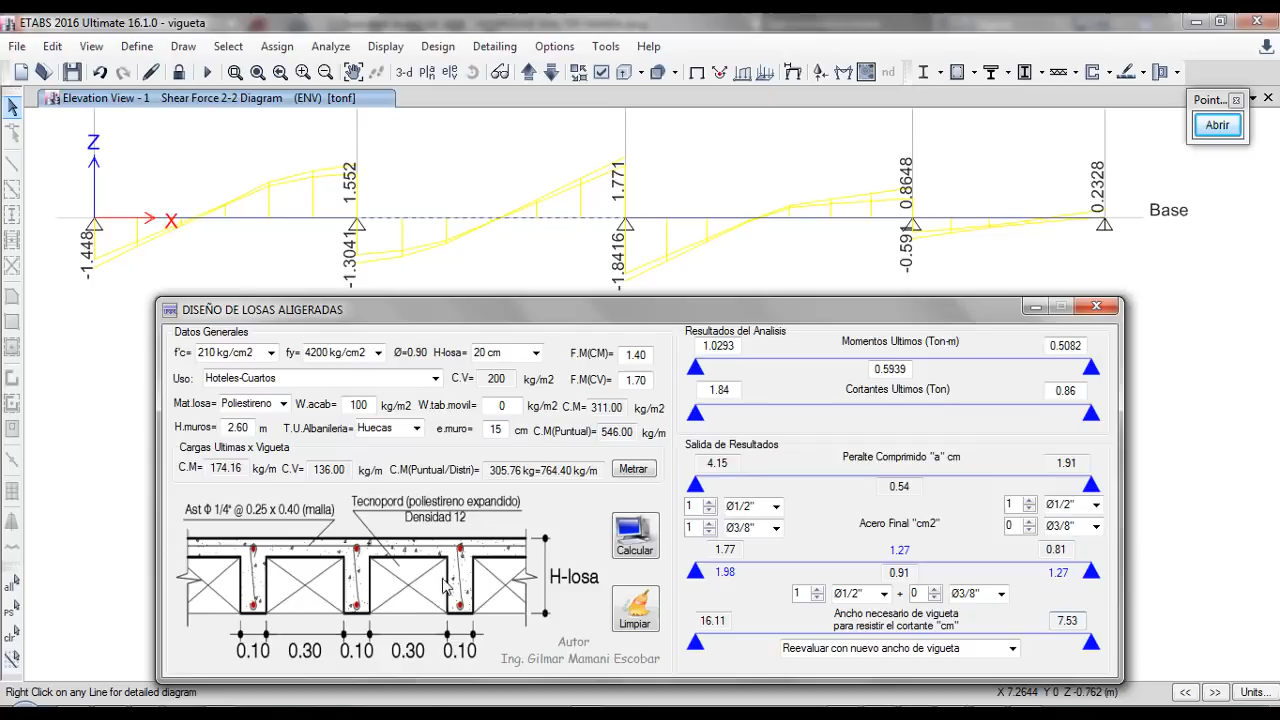 ETABS 2016 Ultimate 16.1.0 - vigueta
File Edit View Define Draw Select Assign Analyze Display Design Detailing Options Tools Help
3-d nd
Elevation View - 1 Shear Force 2-2 Diagram (ENV) [tonf]
Point...
Abrir
Z
X
-1.448
1.552
-1.3041
1.771
-1.8416
0.8648
-0.591
0.2328
Base
all
ps
clr
DISEÑO DE LOSAS ALIGERADAS
Datos Generales
f'c= 210 kg/cm2 fy= 4200 kg/cm2 Ø=0.90 H-losa= 20 cm F.M(CM)= 1.40
F.M(CV)= 1.70
Uso: Hoteles-Cuartos C.V= 200 kg/m2
Mat.losa= Poliestireno W.acab= 100 kg/m2 W.tab.movil= 0 kg/m2 C.M= 311.00 kg/m2
H.muros= 2.60 m T.U.Albanileria= Huecas e.muro= 15 cm C.M(Puntual)= 546.00 kg/m
Cargas Ultimas x Vigueta
C.M= 174.16 kg/m C.V= 136.00 kg/m C.M(Puntual/Distri)= 305.76 kg=764.40 kg/m Metrar
Ast Φ 1/4" @ 0.25 x 0.40 (malla)
Tecnopord (poliestireno expandido)
Densidad 12
H-losa
0.10 0.30 0.10 0.30 0.10
Calcular
Limpiar
Autor
Ing. Gilmar Mamani Escobar
Resultados del Analisis
Momentos Ultimos (Ton-m)
1.0293 0.5082
0.5939
Cortantes Ultimos (Ton)
1.84 0.86
Salida de Resultados
Peralte Comprimido "a" cm
4.15 1.91
0.54
1 Ø1/2" 1 Ø1/2"
Acero Final "cm2"
1 Ø3/8" 0 Ø3/8"
1.77 1.27 0.81
1.98 0.91 1.27
1 Ø1/2" + 0 Ø3/8"
Ancho necesario de vigueta
para resistir el cortante "cm"
16.11 7.53
Reevaluar con nuevo ancho de vigueta
Right Click on any Line for detailed diagram
X 7.2644 Y 0 Z -0.762 (m)
<< >> Units...